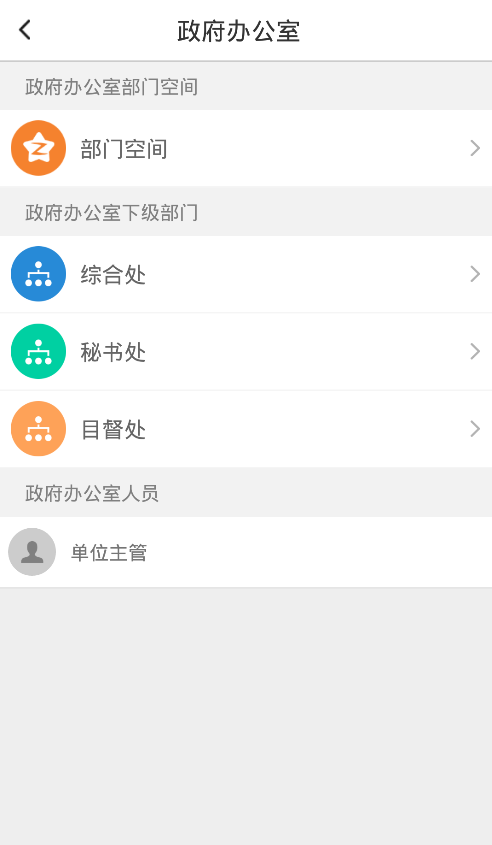 政府办公室
政府办公室部门空间
部门空间
政府办公室下级部门
综合处
秘书处
目督处
政府办公室人员
单位主管